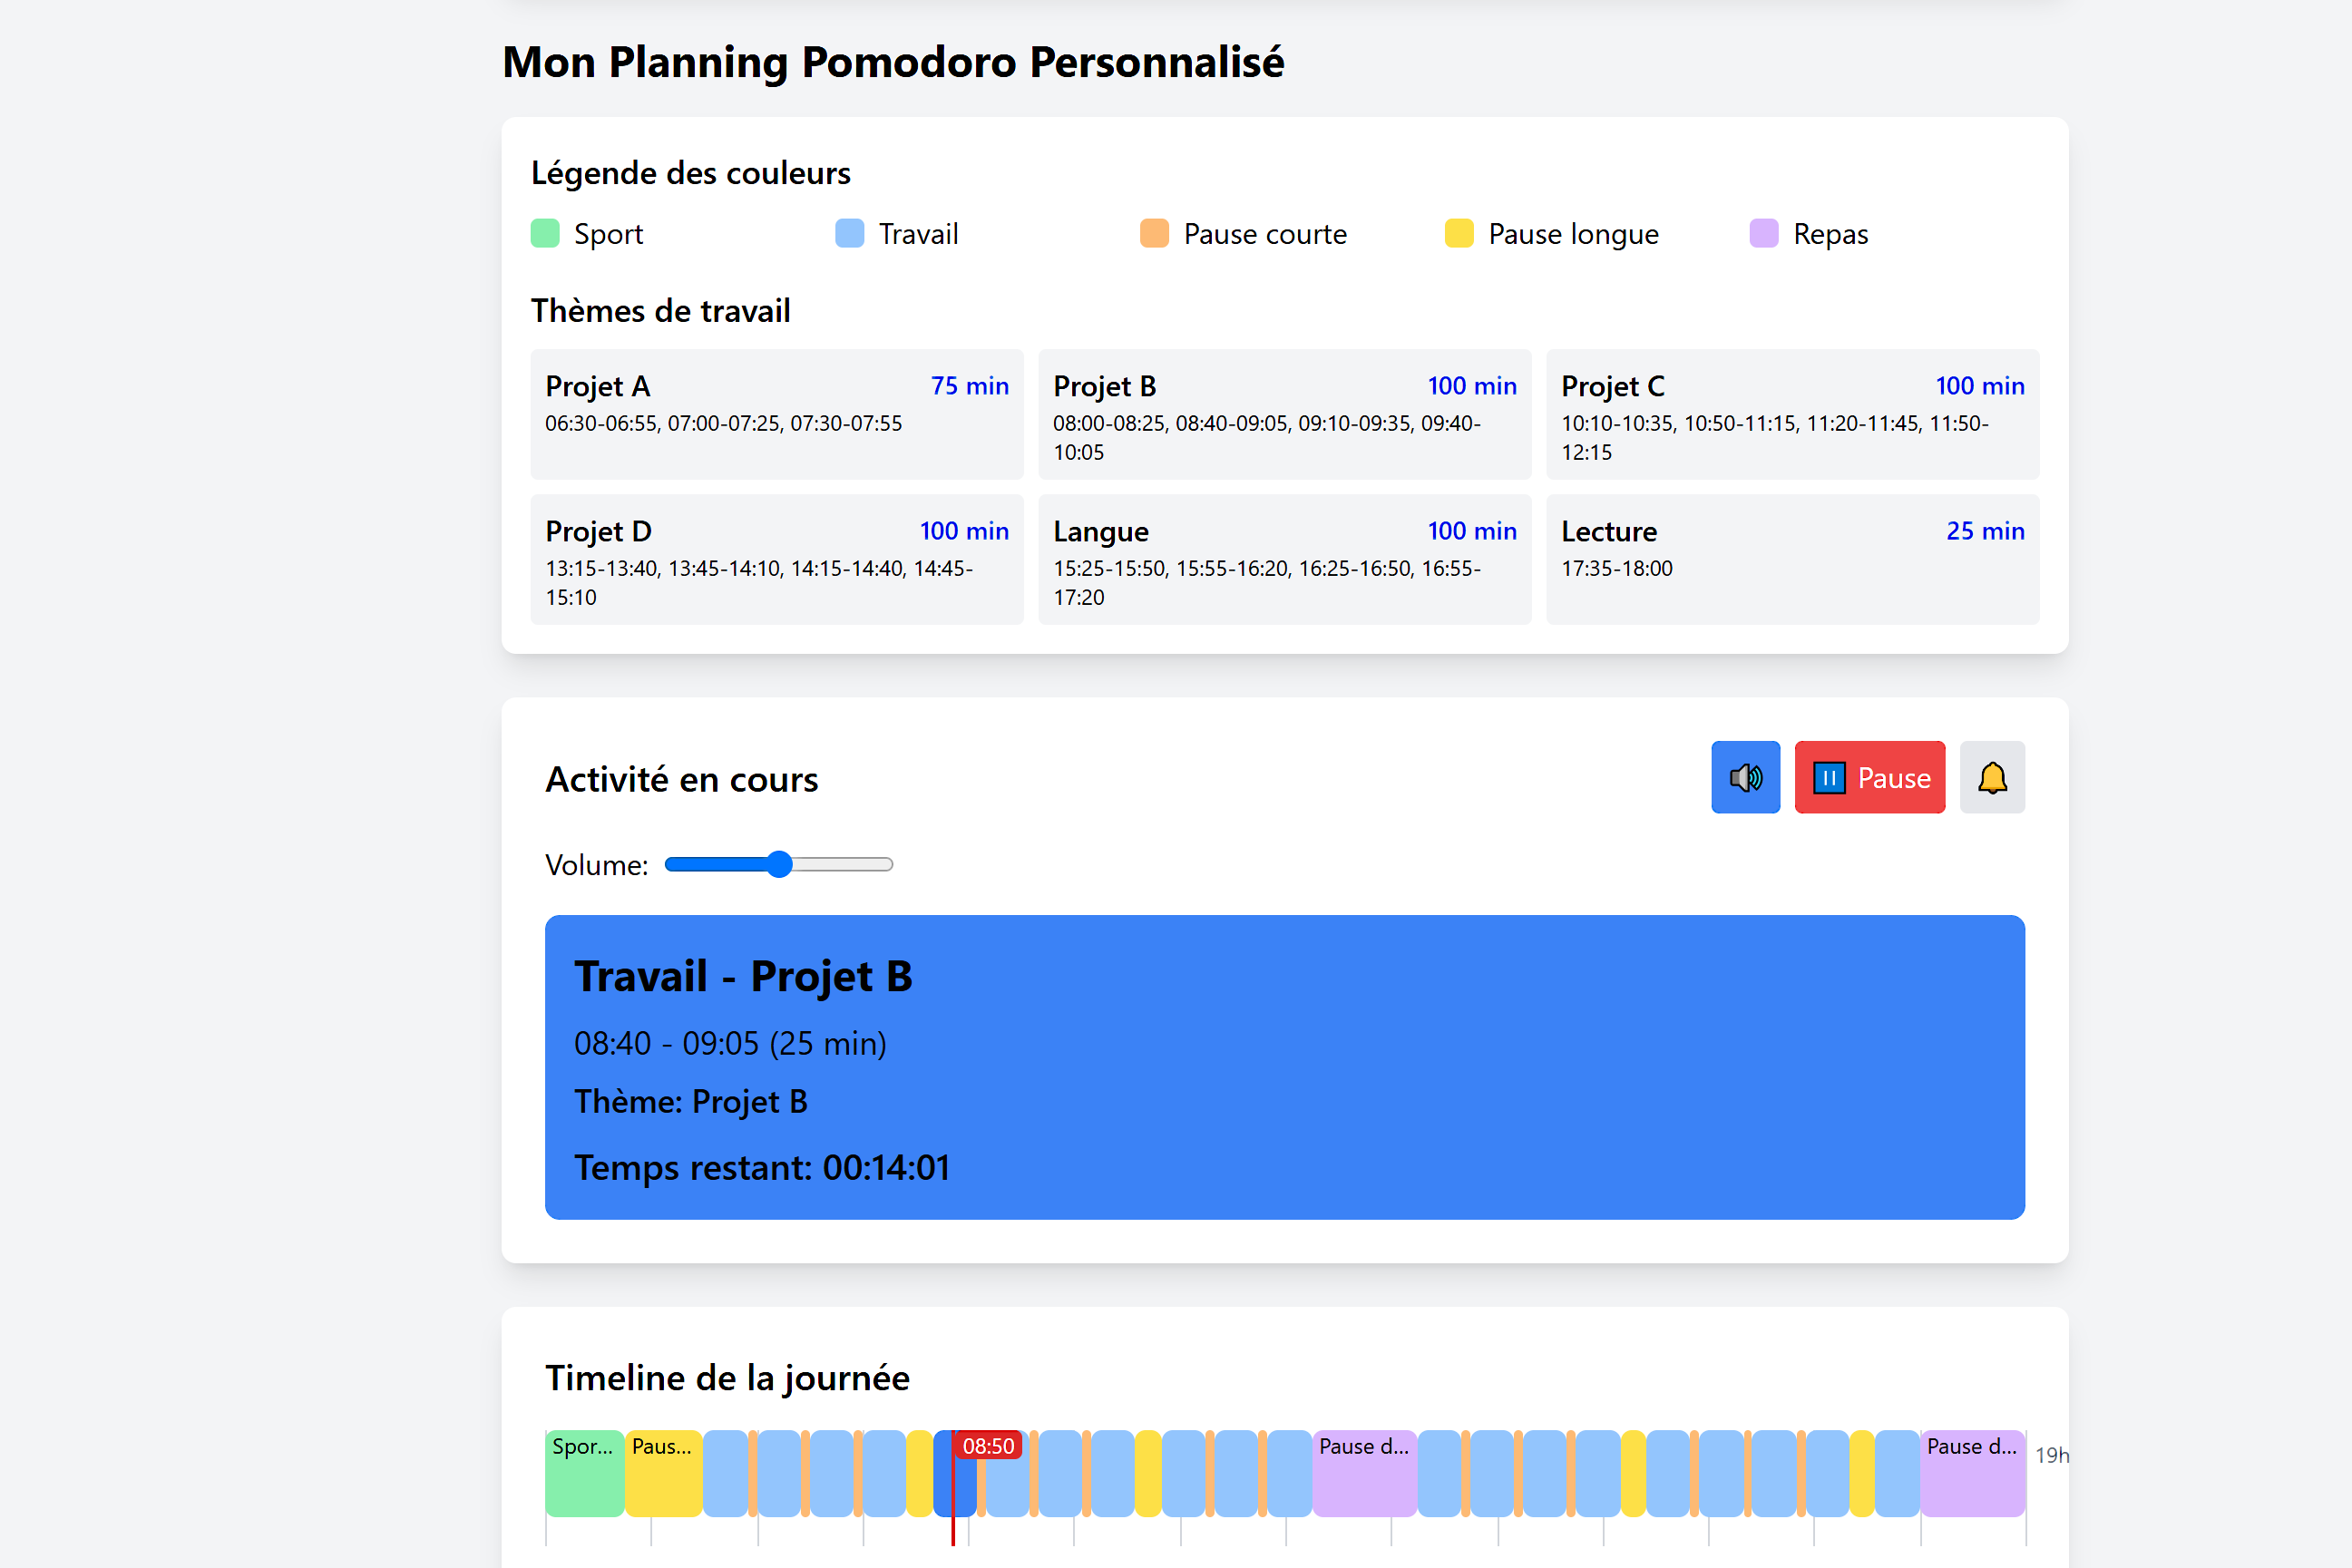 Mon Planning Pomodoro Personnalisé
Légende des couleurs
Sport
Travail
Pause courte
Pause longue
Repas
Thèmes de travail
Projet A
75 min
06:30-06:55, 07:00-07:25, 07:30-07:55
Projet B
100 min
08:00-08:25, 08:40-09:05, 09:10-09:35, 09:40-
10:05
Projet C
100 min
10:10-10:35, 10:50-11:15, 11:20-11:45, 11:50-
12:15
Projet D
100 min
13:15-13:40, 13:45-14:10, 14:15-14:40, 14:45-
15:10
Langue
100 min
15:25-15:50, 15:55-16:20, 16:25-16:50, 16:55-
17:20
Lecture
25 min
17:35-18:00
Activité en cours
Pause
Volume:
Travail - Projet B
08:40 - 09:05 (25 min)
Thème: Projet B
Temps restant: 00:14:01
Timeline de la journée
Spor...
Paus...
08:50
Pause d...
Pause d...
19h